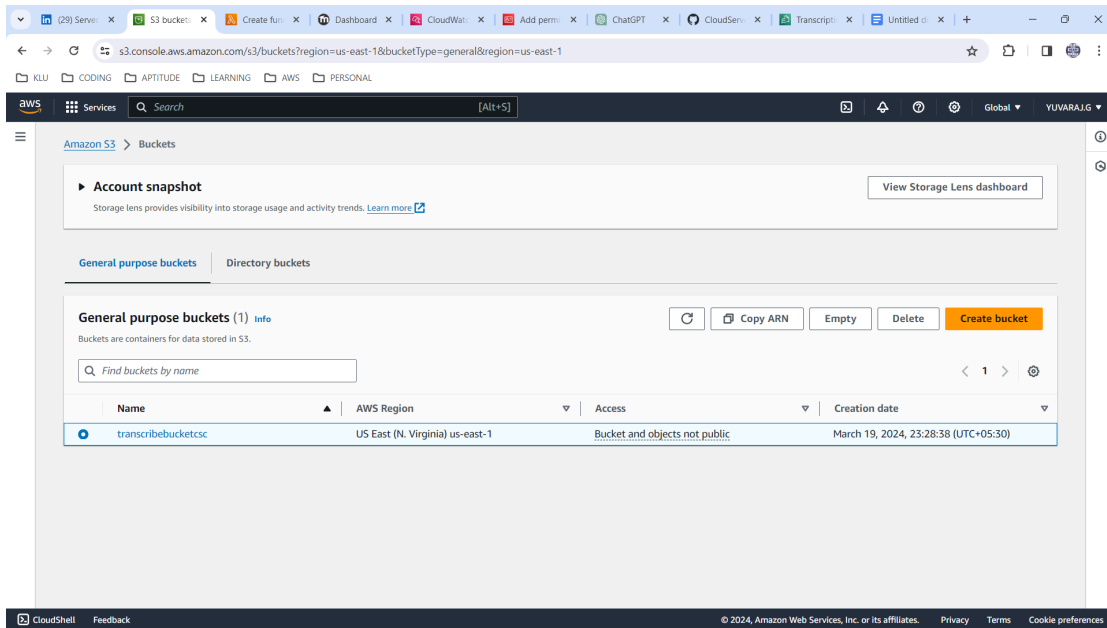 (29) Server
S3 buckets
Create fun
Dashboard
CloudWatc
Add permi
ChatGPT
CloudServ
Transcripti
Untitled d
s3.console.aws.amazon.com/s3/buckets?region=us-east-1&bucketType=general&region=us-east-1
KLU CODING APTITUDE LEARNING AWS PERSONAL
aws Services Search [Alt+S] Global YUVARAJ.G
Amazon S3 > Buckets
Account snapshot
View Storage Lens dashboard
Storage lens provides visibility into storage usage and activity trends. Learn more
General purpose buckets Directory buckets
General purpose buckets (1) Info
Copy ARN Empty Delete Create bucket
Buckets are containers for data stored in S3.
Find buckets by name
< 1 >
Name AWS Region Access Creation date
transcribebucketcsc US East (N. Virginia) us-east-1 Bucket and objects not public March 19, 2024, 23:28:38 (UTC+05:30)
CloudShell Feedback © 2024, Amazon Web Services, Inc. or its affiliates. Privacy Terms Cookie preferences